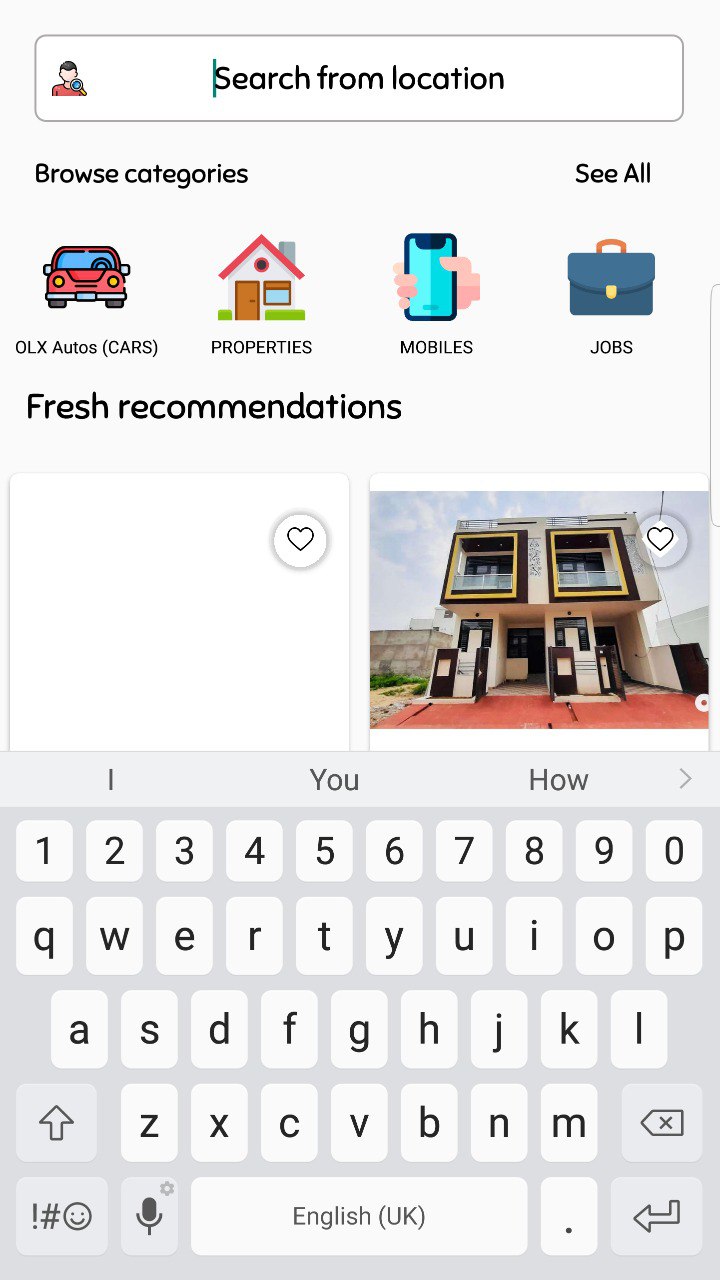 Search from location
Browse categories See All
OLX Autos (CARS) PROPERTIES MOBILES JOBS
Fresh recommendations
I You How
1 2 3 4 5 6 7 8 9 0
q w e r t y u i o p
a s d f g h j k l
z x c v b n m
!#☺ English (UK) .